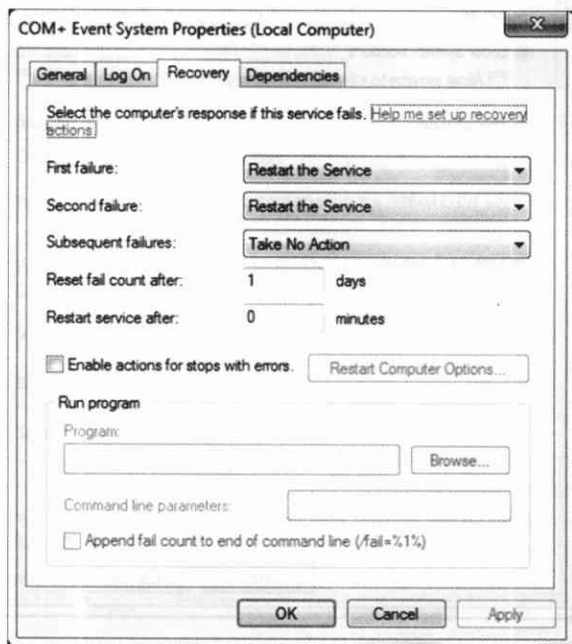 COM+ Event System Properties (Local Computer)
General Log On Recovery Dependencies
Select the computer's response if this service fails. Help me set up recovery
actions.
First failure: Restart the Service
Second failure: Restart the Service
Subsequent failures: Take No Action
Reset fail count after: 1 days
Restart service after: 0 minutes
Enable actions for stops with errors. Restart Computer Options...
Run program
Program:
Browse...
Command line parameters:
Append fail count to end of command line (/fail=%1%)
OK Cancel Apply